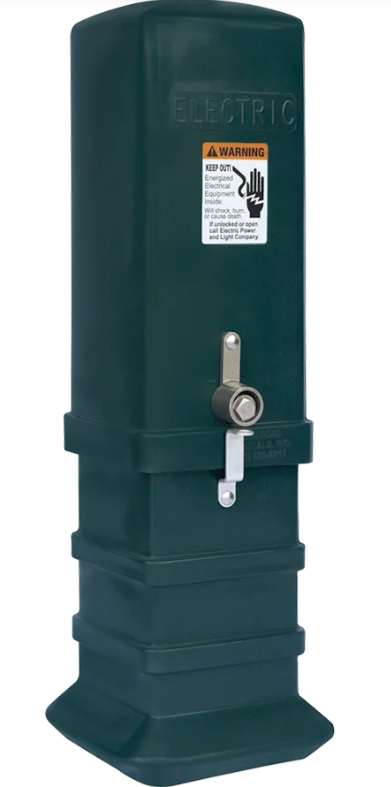 ELECTRIC
WARNING
KEEP OUT!
Energized
Electrical
Equipment
Inside.
Will shock, burn,
or cause death.
If unlocked or open
call Electric Power
and Light Company.